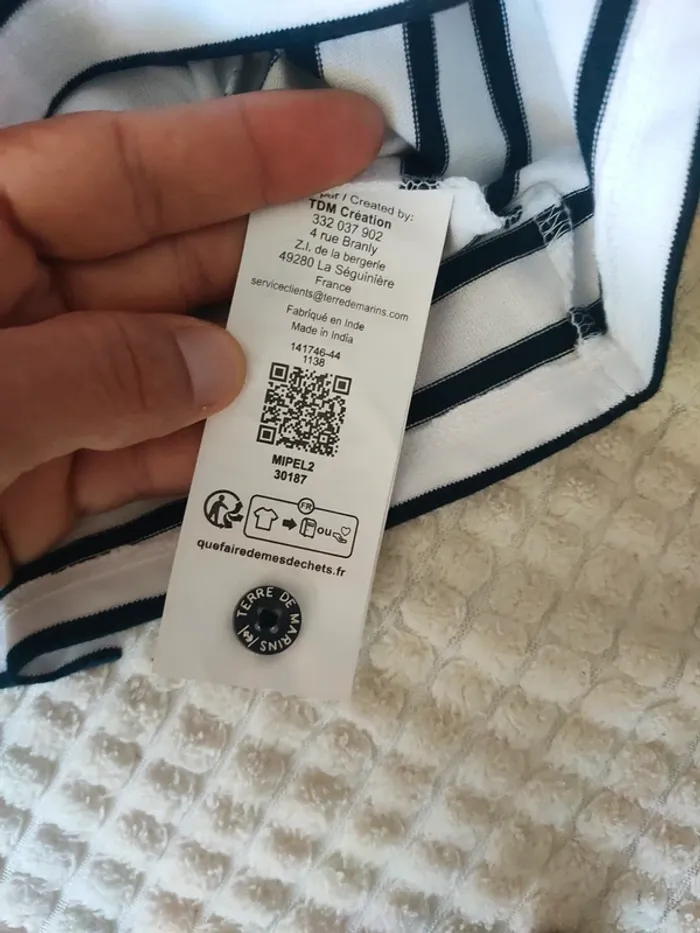 par / Created by:
TDM Création
332 037 902
4 rue Branly
Z.I. de la bergerie
49280 La Séguinière
France
serviceclients@terredemarins.com
Fabriqué en Inde
Made in India
141746-44
1138
MIPEL2
30187
FR
ou
quefairedemesdechets.fr
TERRE DE MARINS